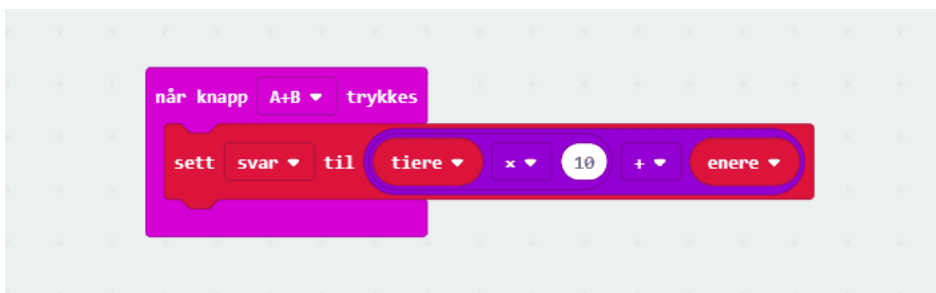 når knapp A+B trykkes
sett svar til tiere × 10 + enere